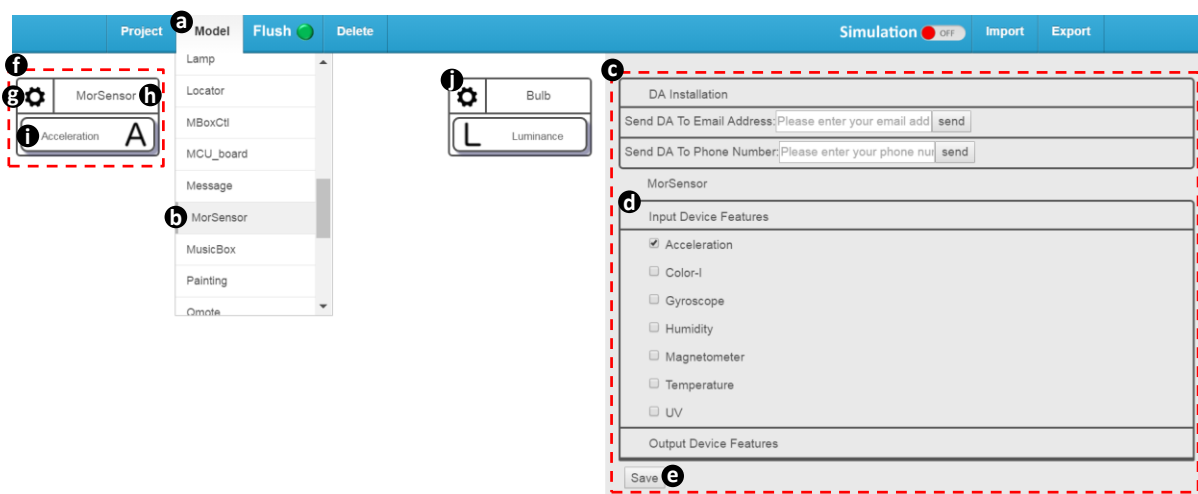 a
Project Model Flush Delete Simulation OFF Import Export
f
g MorSensor h
i Acceleration A
Lamp
Locator
MBoxCtl
MCU_board
Message
b MorSensor
MusicBox
Painting
Qmote
j Bulb
L Luminance
c
DA Installation
Send DA To Email Address: Please enter your email add send
Send DA To Phone Number: Please enter your phone nu send
MorSensor
d
Input Device Features
Acceleration
Color-I
Gyroscope
Humidity
Magnetometer
Temperature
UV
Output Device Features
Save e